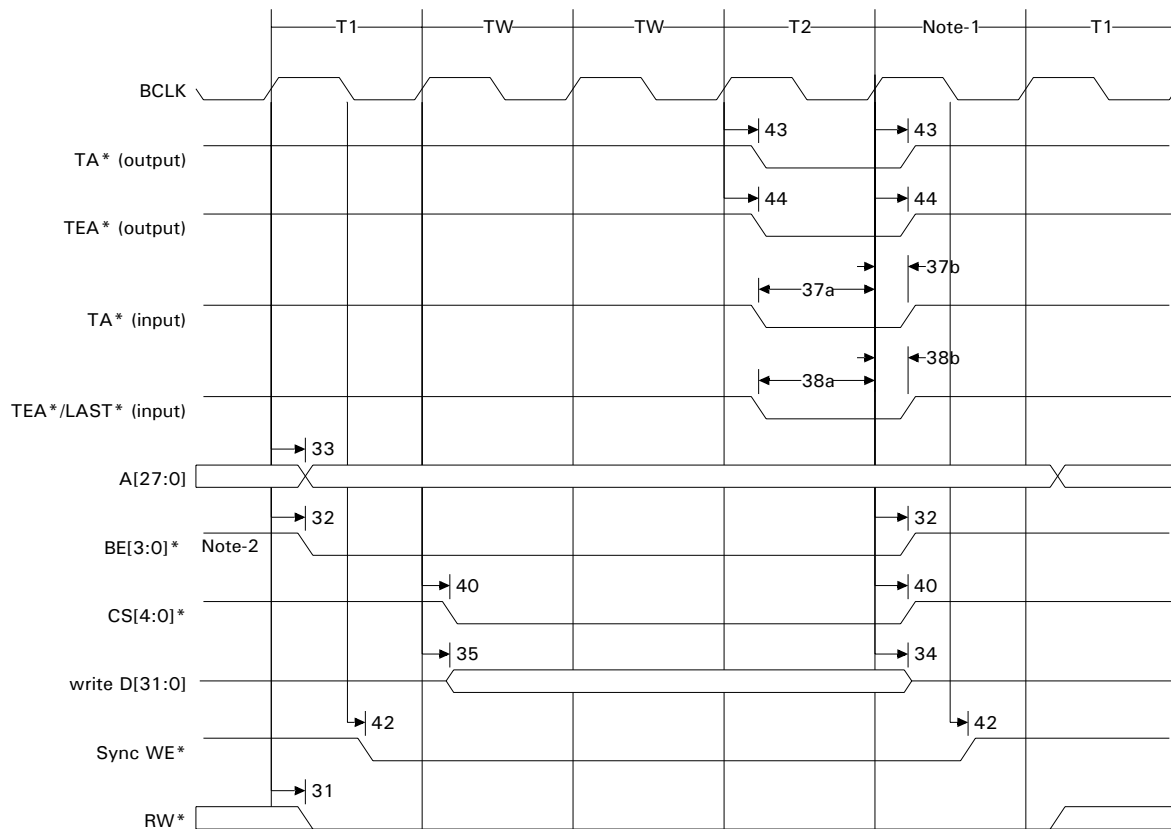 T1 TW TW T2 Note-1 T1
BCLK
43 43
TA* (output)
44 44
TEA* (output)
37b
37a
TA* (input)
38b
38a
TEA*/LAST* (input)
33
A[27:0]
32 32
BE[3:0]* Note-2
40 40
CS[4:0]*
35 34
write D[31:0]
42 42
Sync WE*
31
RW*